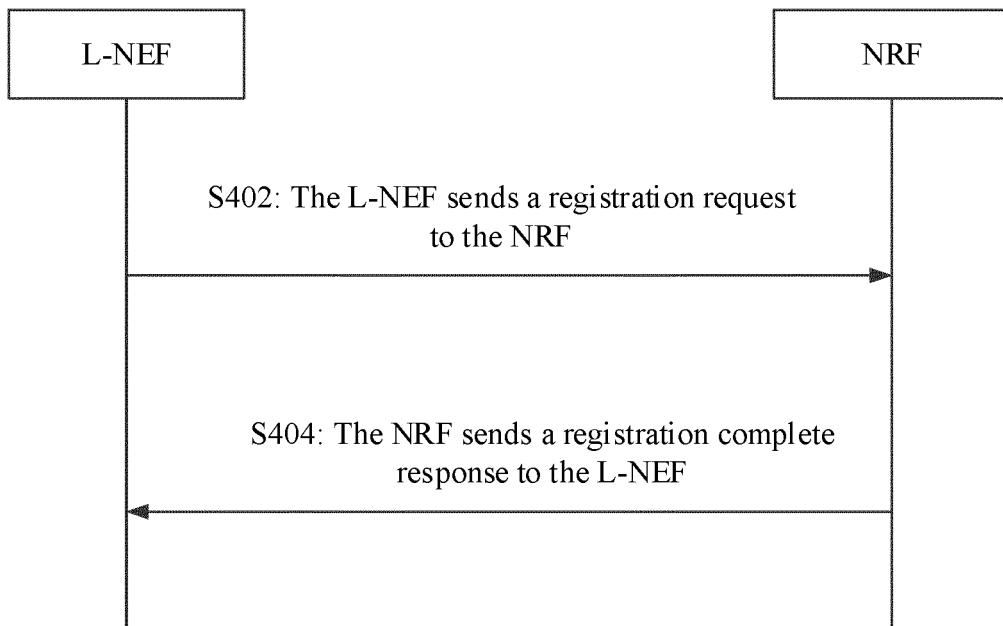 L-NEF
NRF
S402: The L-NEF sends a registration request
to the NRF
S404: The NRF sends a registration complete
response to the L-NEF